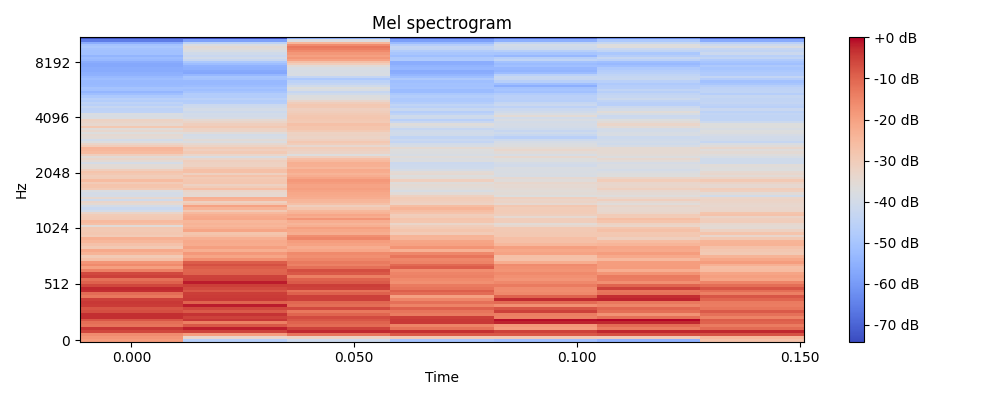 Mel spectrogram
Hz
8192
4096
2048
1024
512
0
0.000 0.050 0.100 0.150
Time
+0 dB
-10 dB
-20 dB
-30 dB
-40 dB
-50 dB
-60 dB
-70 dB